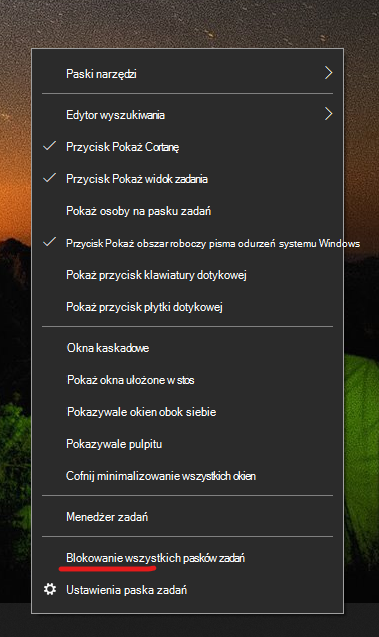 Paski narzędzi
Edytor wyszukiwania
Przycisk Pokaż Cortanę
Przycisk Pokaż widok zadania
Pokaż osoby na pasku zadań
Przycisk Pokaż obszar roboczy pisma odurzeń systemu Windows
Pokaż przycisk klawiatury dotykowej
Pokaż przycisk płytki dotykowej
Okna kaskadowe
Pokaż okna ułożone w stos
Pokazywale okien obok siebie
Pokazywale pulpitu
Cofnij minimalizowanie wszystkich okien
Menedżer zadań
Blokowanie wszystkich pasków zadań
Ustawienia paska zadań